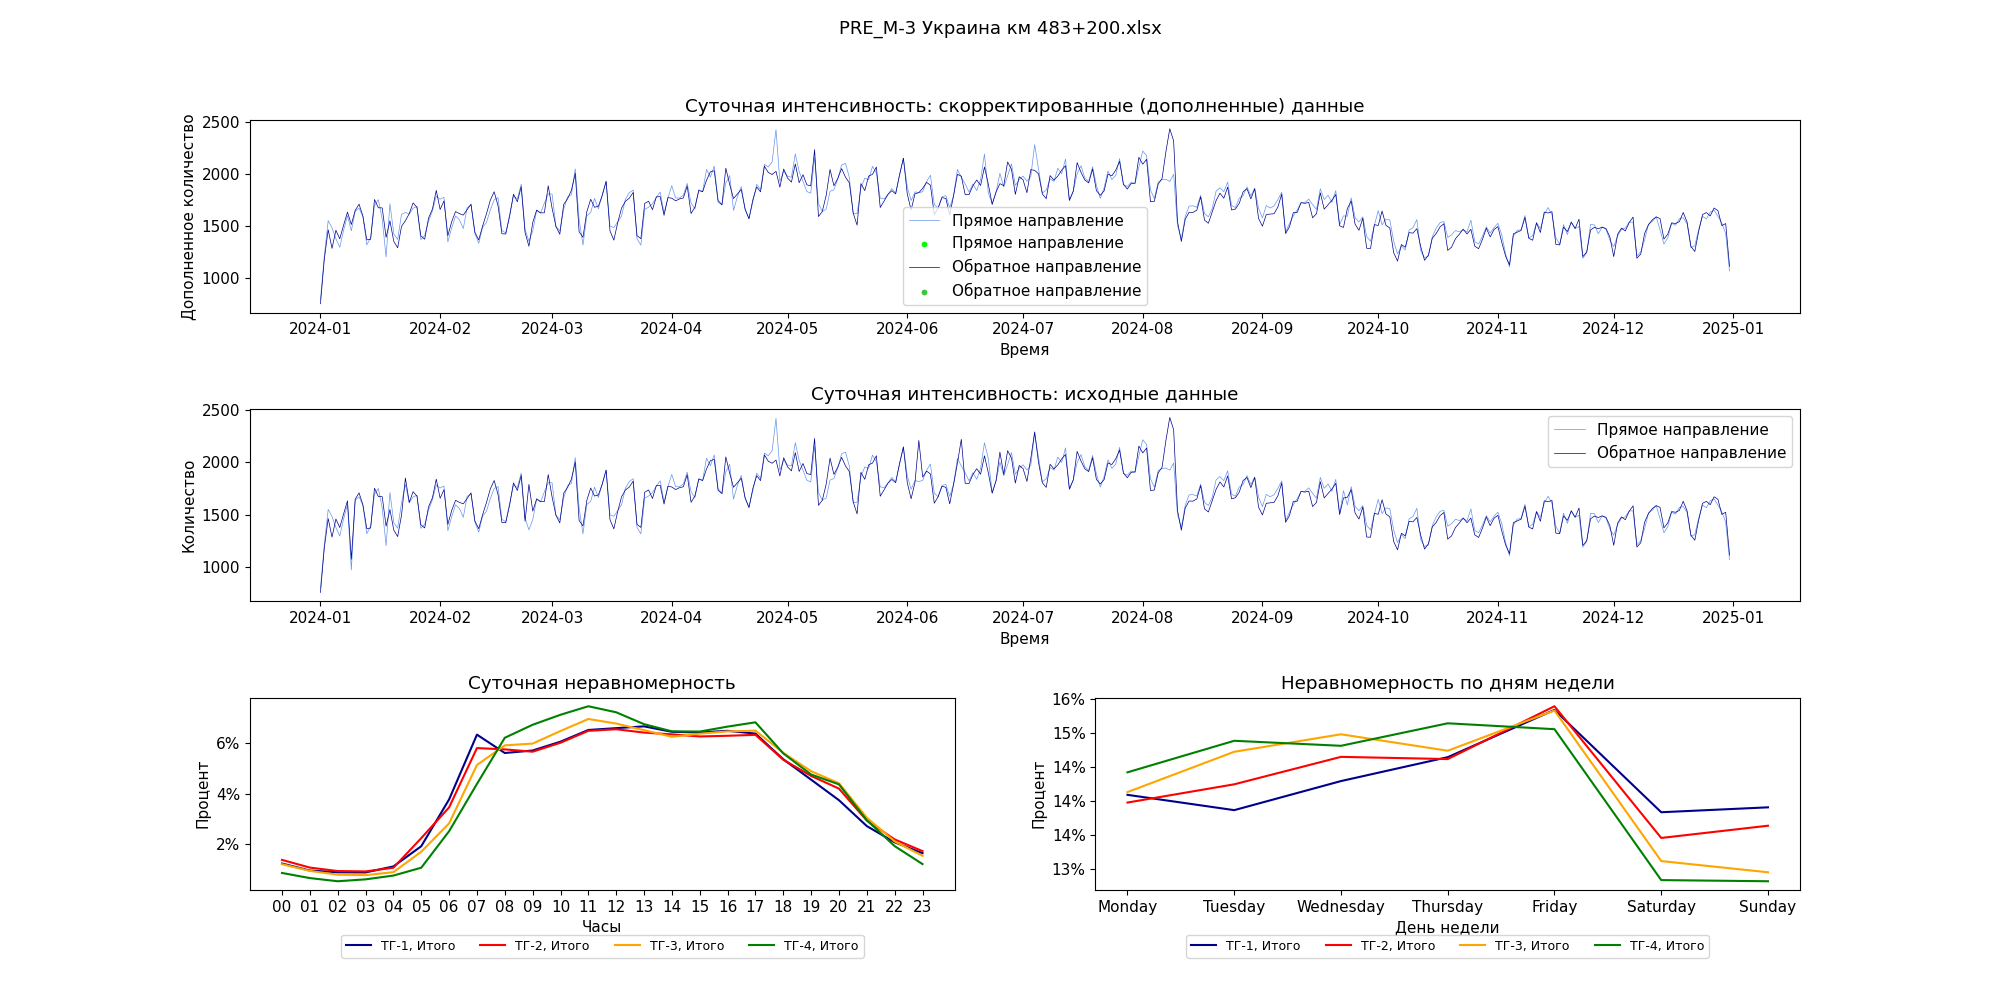 PRE_М-3 Украина км 483+200.xlsx
Суточная интенсивность: скорректированные (дополненные) данные
Дополненное количество
2500
2000
1500
1000
Прямое направление
Прямое направление
Обратное направление
Обратное направление
2024-01 2024-02 2024-03 2024-04 2024-05 2024-06 2024-07 2024-08 2024-09 2024-10 2024-11 2024-12 2025-01
Время
Суточная интенсивность: исходные данные
Количество
2500
2000
1500
1000
Прямое направление
Обратное направление
2024-01 2024-02 2024-03 2024-04 2024-05 2024-06 2024-07 2024-08 2024-09 2024-10 2024-11 2024-12 2025-01
Время
Суточная неравномерность
Процент
6%
4%
2%
00 01 02 03 04 05 06 07 08 09 10 11 12 13 14 15 16 17 18 19 20 21 22 23
Часы
ТГ-1, Итого ТГ-2, Итого ТГ-3, Итого ТГ-4, Итого
Неравномерность по дням недели
Процент
16%
15%
14%
14%
14%
13%
Monday Tuesday Wednesday Thursday Friday Saturday Sunday
День недели
ТГ-1, Итого ТГ-2, Итого ТГ-3, Итого ТГ-4, Итого